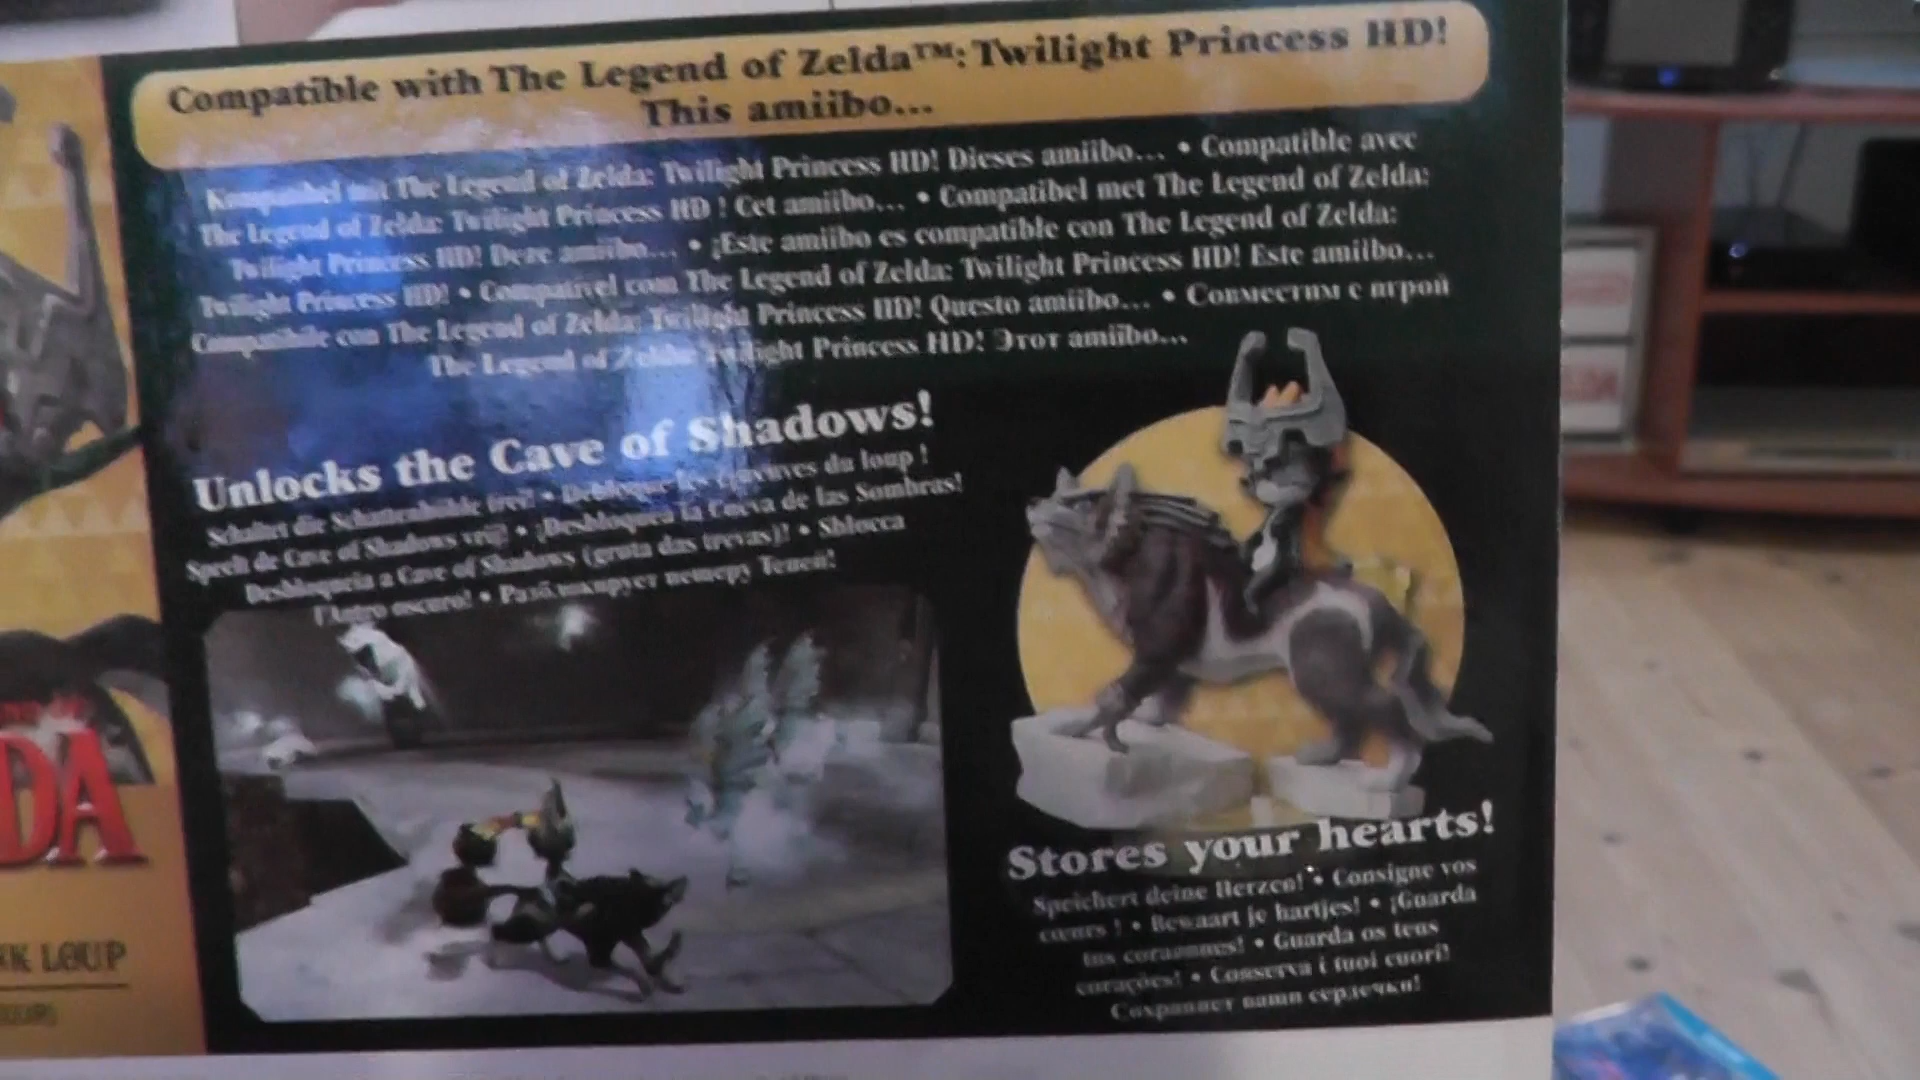 Compatible with The Legend of Zelda™: Twilight Princess HD!
This amiibo...
Kompatibel mit The Legend of Zelda: Twilight Princess HD! Dieses amiibo... • Compatible avec
The Legend of Zelda: Twilight Princess HD ! Cet amiibo... • Compatibel met The Legend of Zelda:
Twilight Princess HD! Deze amiibo... • ¡Este amiibo es compatible con The Legend of Zelda:
Twilight Princess HD! • Compatível com The Legend of Zelda: Twilight Princess HD! Este amiibo...
Compatibile con The Legend of Zelda: Twilight Princess HD! Questo amiibo... • Совместим с игрой
The Legend of Zelda: Twilight Princess HD! Этот amiibo...
Unlocks the Cave of Shadows!
Schaltet die Schattenhöhle frei! • Débloque les épreuves du loup !
Speelt de Cave of Shadows vrij! • ¡Desbloquea la Cueva de las Sombras!
Desbloqueia a Cave of Shadows (gruta das trevas)! • Sblocca
l'Antro oscuro! • Разблокирует пещеру Теней!
Stores your hearts!
Speichert deine Herzen! • Consigne vos
cœurs ! • Bewaart je hartjes! • ¡Guarda
tus corazones! • Guarda os teus
corações! • Conserva i tuoi cuori!
Сохраняет ваши сердечки!
DA
RK LOUP